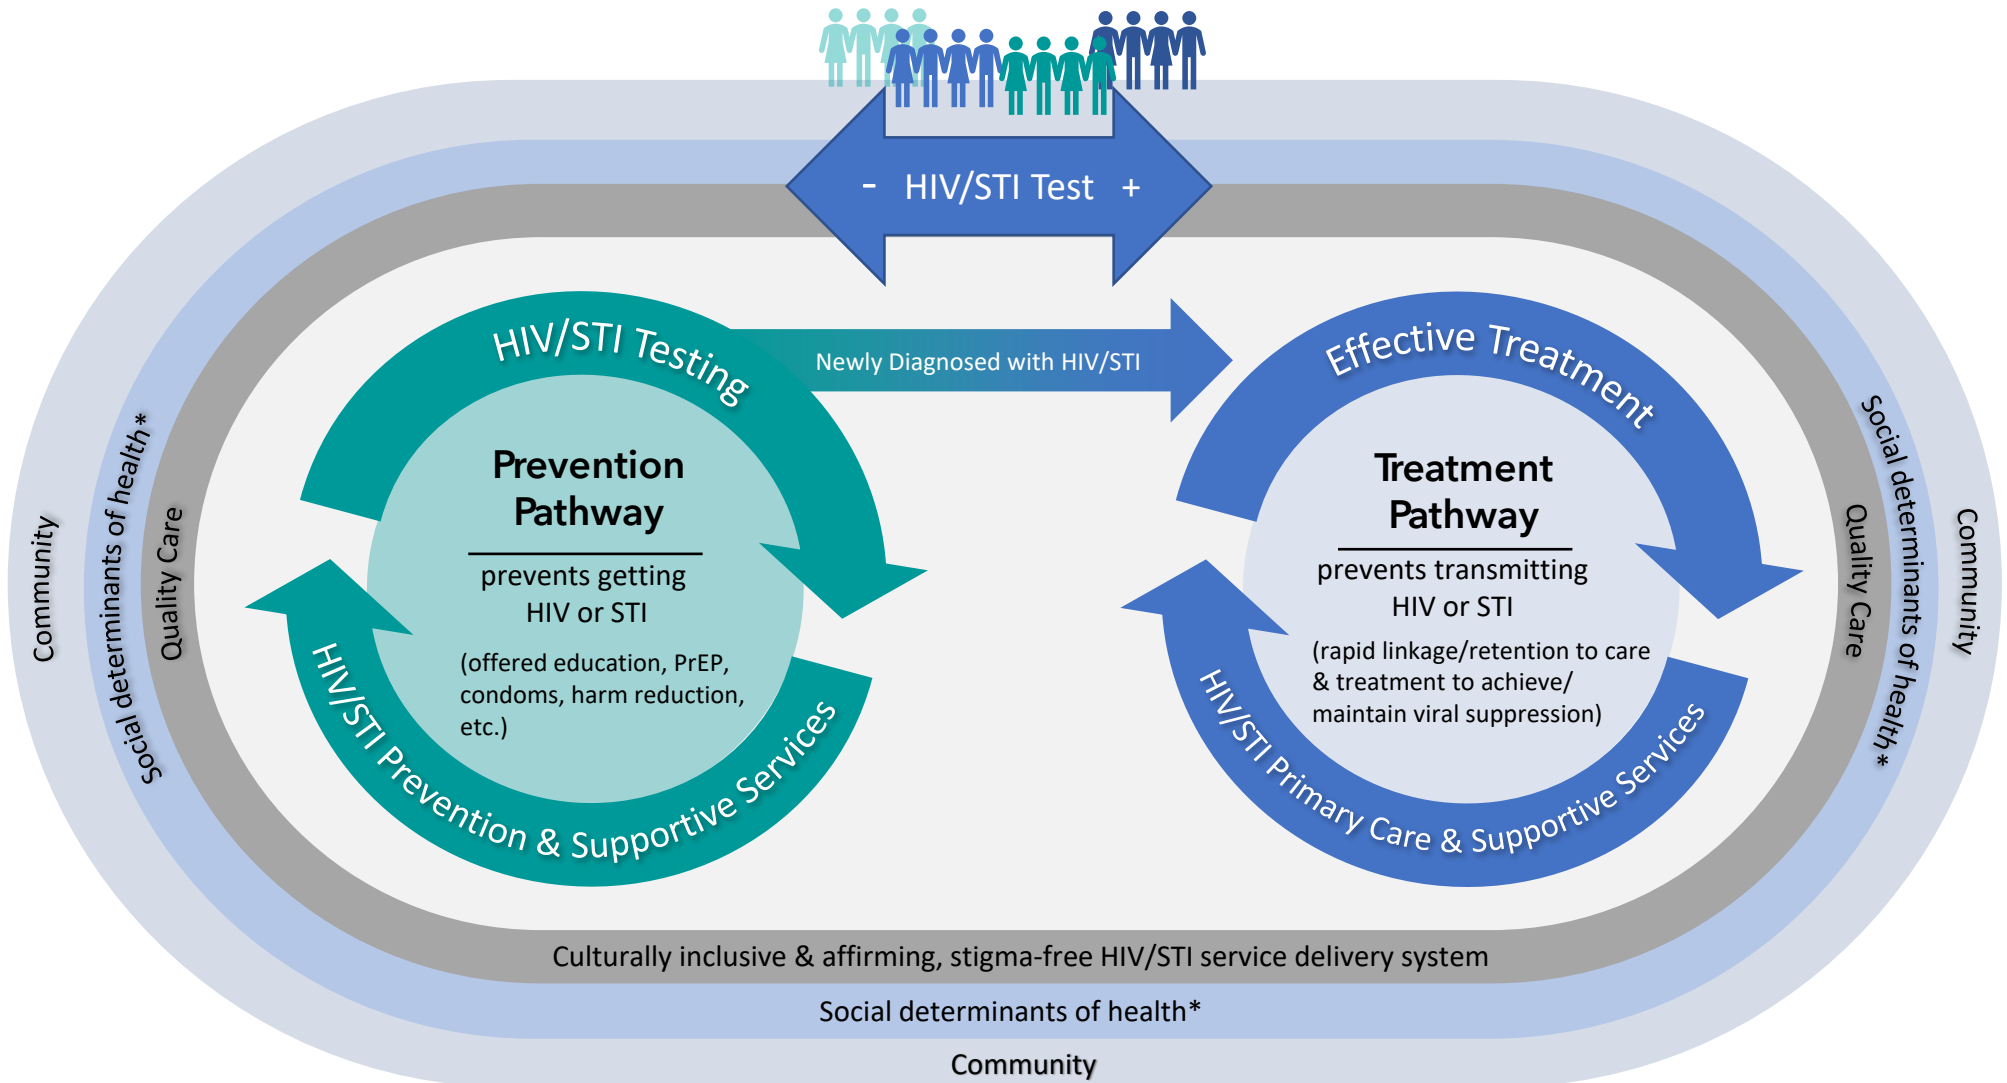 - HIV/STI Test +
HIV/STI Testing
Newly Diagnosed with HIV/STI
Effective Treatment
Prevention
Pathway
prevents getting
HIV or STI
(offered education, PrEP,
condoms, harm reduction,
etc.)
HIV/STI Prevention & Supportive Services
Treatment
Pathway
prevents transmitting
HIV or STI
(rapid linkage/retention to care
& treatment to achieve/
maintain viral suppression)
HIV/STI Primary Care & Supportive Services
Community
Social determinants of health*
Quality Care
Quality Care
Social determinants of health*
Community
Culturally inclusive & affirming, stigma-free HIV/STI service delivery system
Social determinants of health*
Community